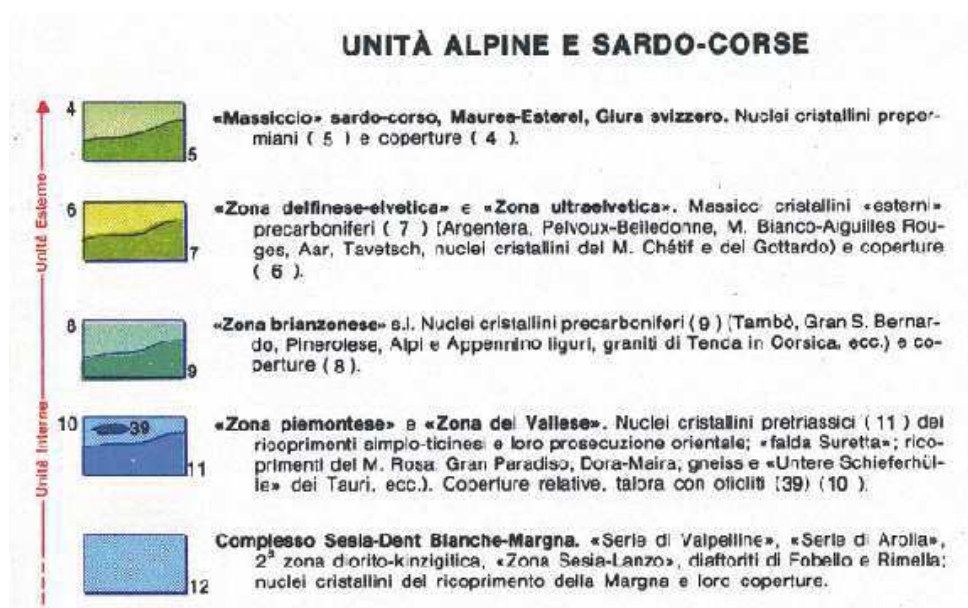 UNITÀ ALPINE E SARDO-CORSE
4
5
«Massiccio» sardo-corso, Maures-Esterel, Giura svizzero. Nuclei cristallini preper-
miani ( 5 ) e coperture ( 4 ).
6
7
«Zona delfinese-elvetica» e «Zona ultraelvetica». Massicci cristallini «esterni»
precarboniferi ( 7 ) (Argentera, Pelvoux-Belledonne, M. Bianco-Aiguilles Rou-
ges, Aar, Tavetsch, nuclei cristallini del M. Chétif e del Gottardo) e coperture
( 6 ).
8
9
«Zona brianzonese» s.l. Nuclei cristallini precarboniferi ( 9 ) (Tambò, Gran S. Bernar-
do, Pinerolese, Alpi e Appennino liguri, graniti di Tenda in Corsica, ecc.) e co-
perture ( 8 ).
10
39
11
«Zona piemontese» e «Zona del Vallese». Nuclei cristallini pretriassici ( 11 ) dei
ricoprimenti simplo-ticinesi e loro prosecuzione orientale; «falda Suretta»; rico-
primenti del M. Rosa, Gran Paradiso, Dora-Maira; gneiss e «Untere Schieferhül-
le» dei Tauri, ecc.). Coperture relative, talora con ofioliti (39) ( 10 ).
12
Complesso Sesia-Dent Blanche-Margna. «Serie di Valpelline», «Serie di Arolla»,
2ª zona diorito-kinzigitica, «Zona Sesia-Lanzo», diaftoriti di Fobello e Rimella;
nuclei cristallini del ricoprimento della Margna e loro coperture.
Unità Esterne
Unità Interne